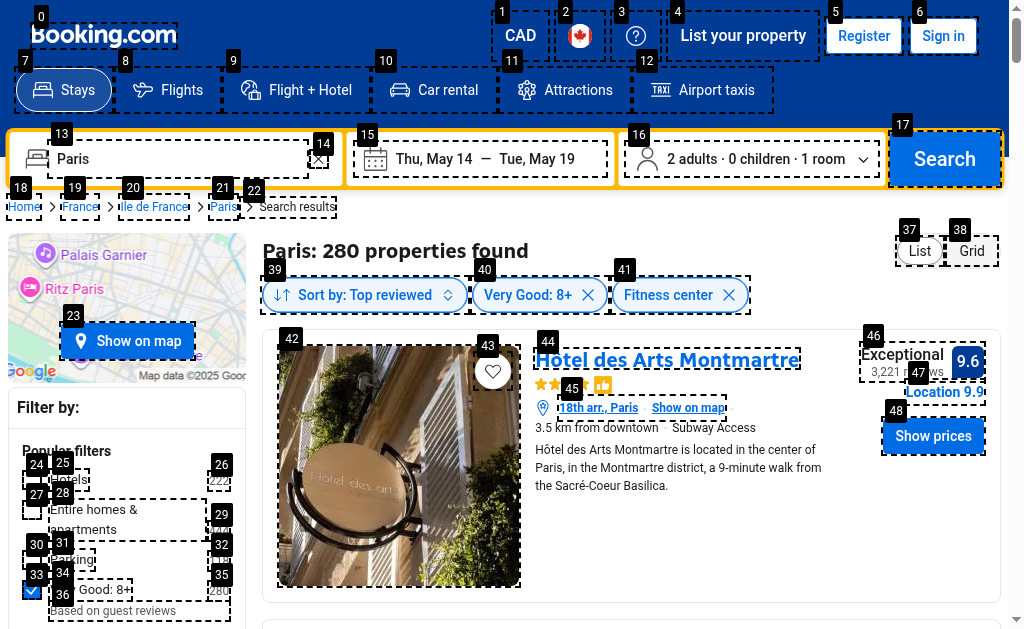 0
Booking.com
1
CAD
2
3
4
List your property
5
Register
6
Sign in
7
Stays
8
Flights
9
Flight + Hotel
10
Car rental
11
Attractions
12
Airport taxis
13
Paris
14
15
Thu, May 14 — Tue, May 19
16
2 adults · 0 children · 1 room
17
Search
18
Home
19
France
20
Ile de France
21
Paris
22
Search results
Palais Garnier
Ritz Paris
23
Show on map
Google
Map data ©2025 Goog
Paris: 280 properties found
37
List
38
Grid
39
Sort by: Top reviewed
40
Very Good: 8+
41
Fitness center
Filter by:
Popular filters
24
25
Hotels
26
222
27
28
Entire homes &
apartments
29
30
31
Parking
32
33
34
Good: 8+
35
280
36
Based on guest reviews
42
43
44
Hôtel des Arts Montmartre
45
18th arr., Paris
Show on map
3.5 km from downtown · Subway Access
Hôtel des Arts Montmartre is located in the center of
Paris, in the Montmartre district, a 9-minute walk from
the Sacré-Coeur Basilica.
Hôtel des arts
46
Exceptional
3,221
9.6
47
Location 9.9
48
Show prices